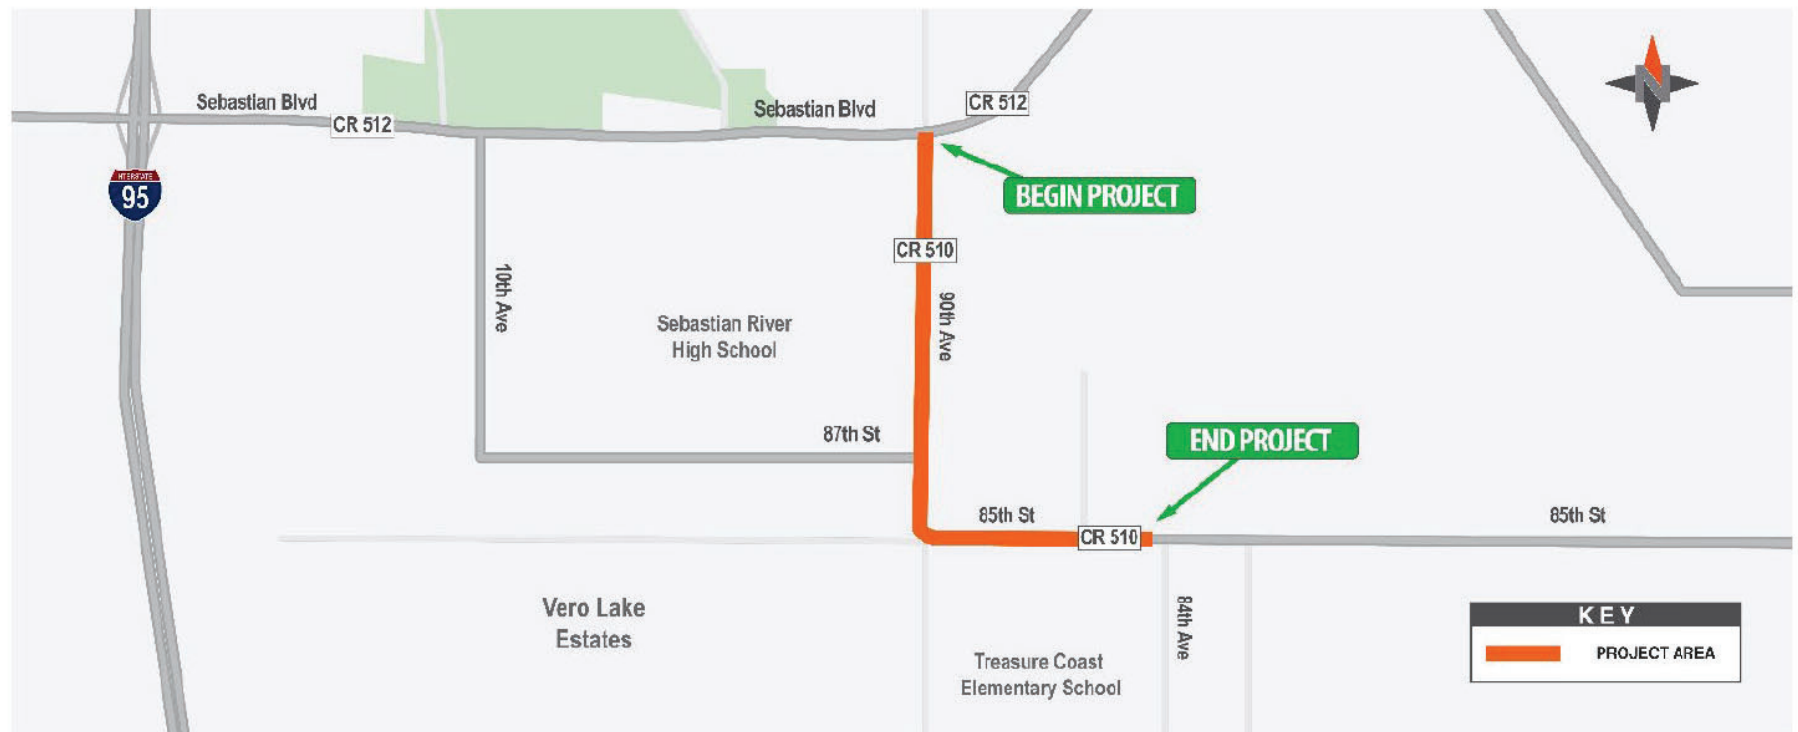 Sebastian Blvd
CR 512
Sebastian Blvd
CR 512
N
INTERSTATE
95
BEGIN PROJECT
CR 510
10th Ave
90th Ave
Sebastian River
High School
87th St
END PROJECT
85th St
CR 510
85th St
Vero Lake
Estates
84th Ave
Treasure Coast
Elementary School
KEY
PROJECT AREA